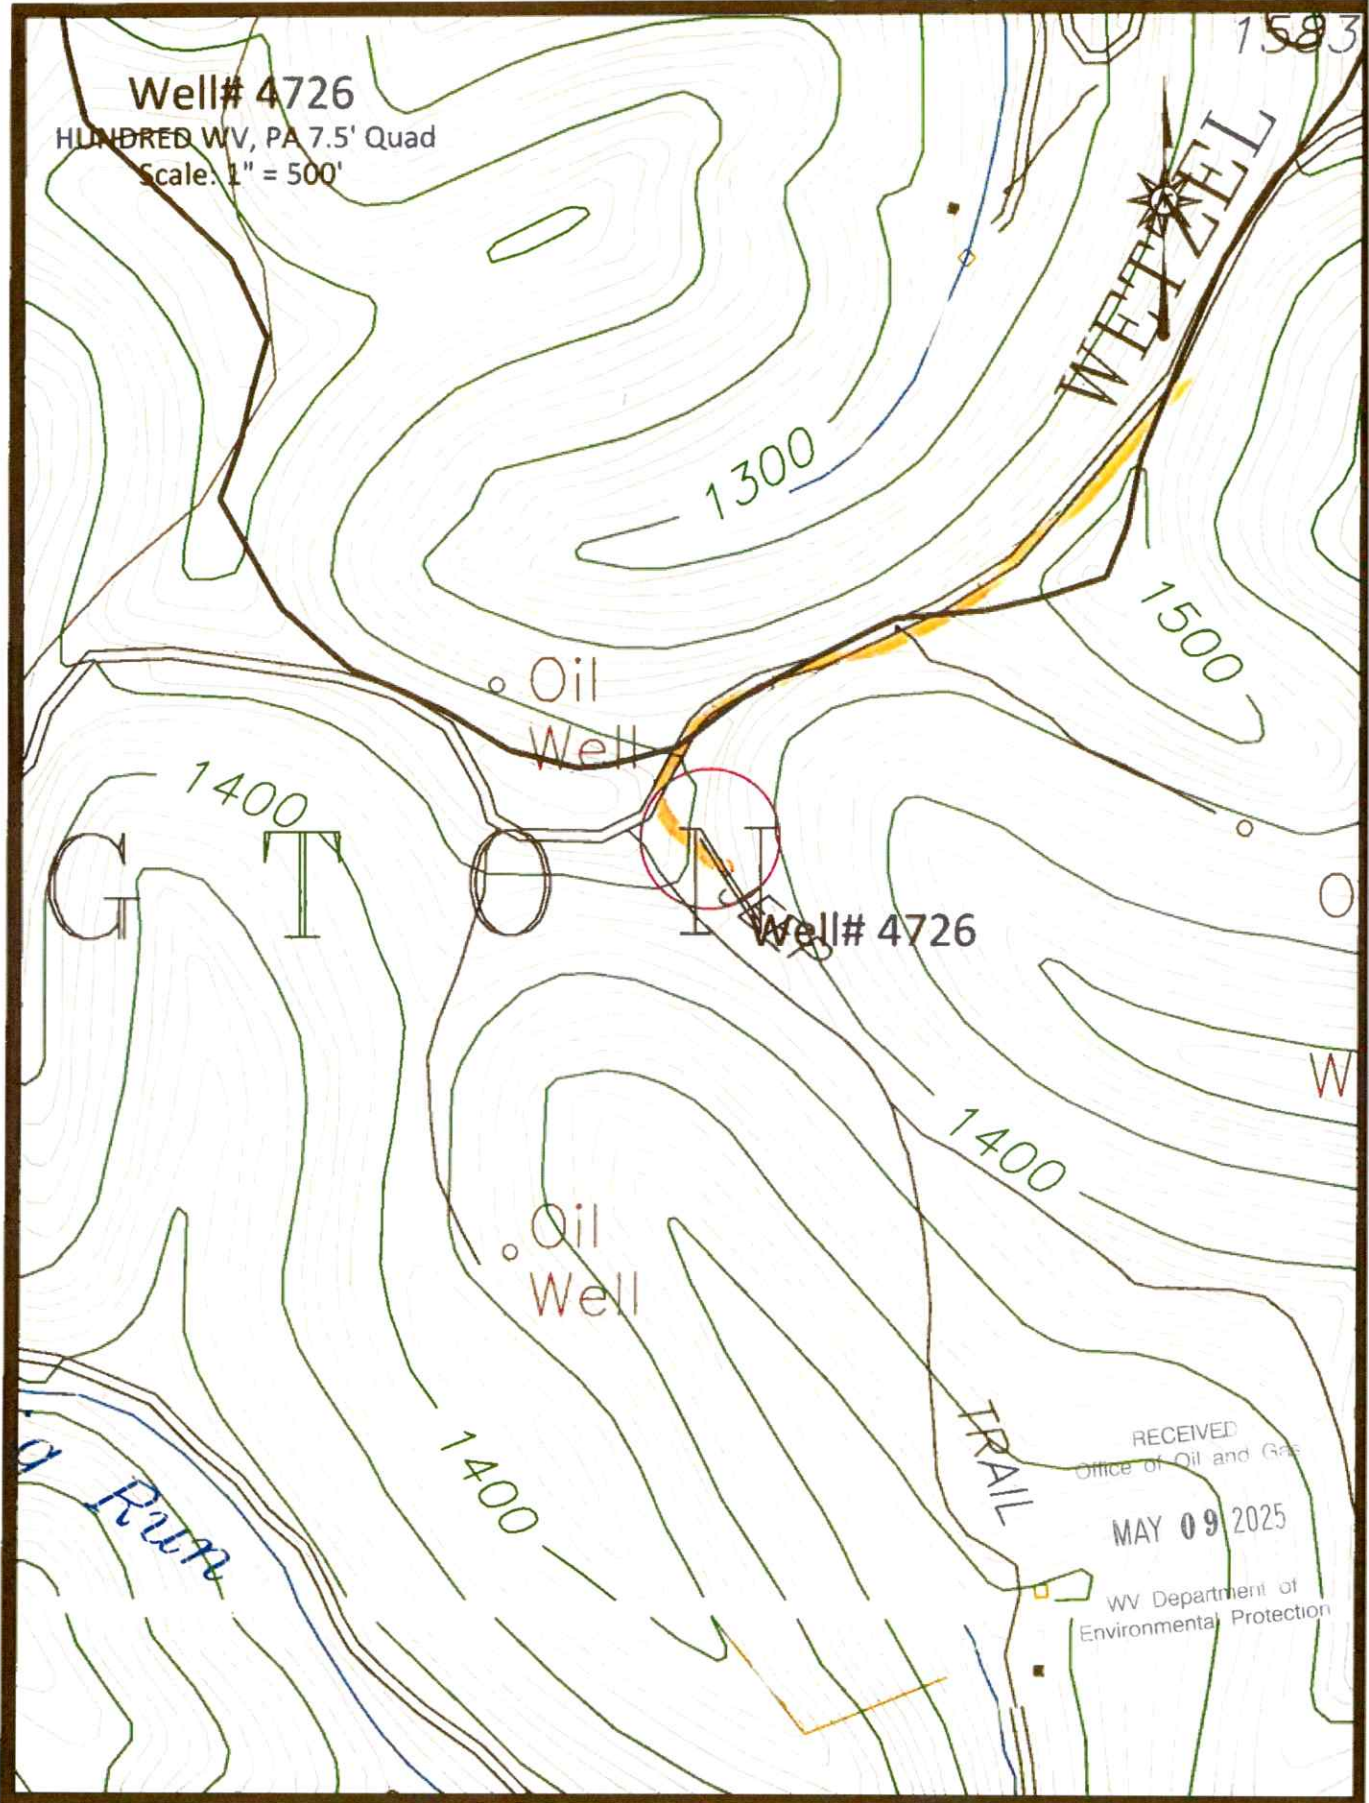 1583
Well# 4726
HUNDRED WV, PA 7.5' Quad
Scale: 1" = 500'
WETZEL
1300
1500
Oil
Well
1400
G T O N
Well# 4726
O
W
1400
Oil
Well
TRAIL
1400
g Run
RECEIVED
Office of Oil and Gas
MAY 09 2025
WV Department of
Environmental Protection